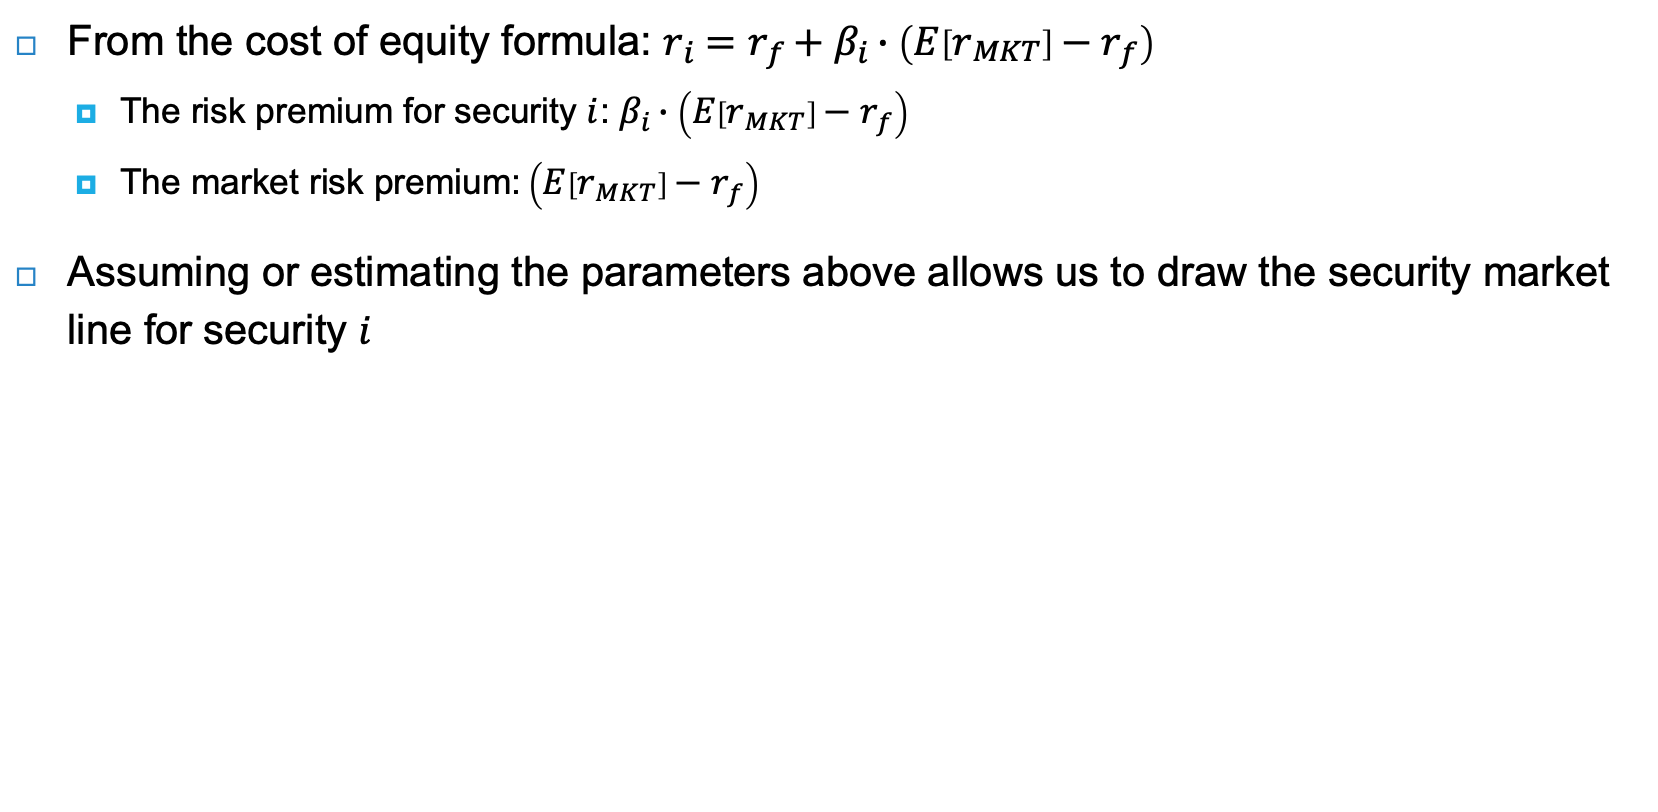 From the cost of equity formula: r_i = r_f + β_i · (E[r_MKT] − r_f)
The risk premium for security i: β_i · (E[r_MKT] − r_f)
The market risk premium: (E[r_MKT] − r_f)
Assuming or estimating the parameters above allows us to draw the security market
line for security i